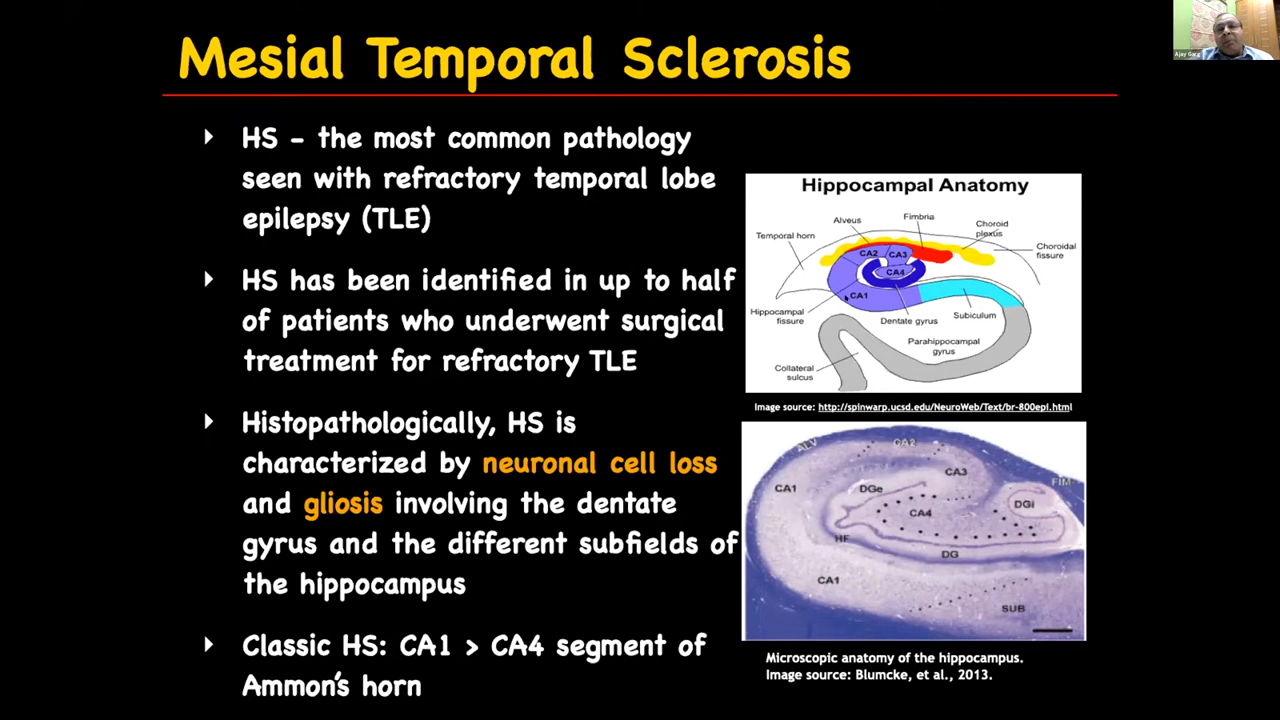 Mesial Temporal Sclerosis
HS – the most common pathology
seen with refractory temporal lobe
epilepsy (TLE)
HS has been identified in up to half
of patients who underwent surgical
treatment for refractory TLE
Histopathologically, HS is
characterized by neuronal cell loss
and gliosis involving the dentate
gyrus and the different subfields of
the hippocampus
Classic HS: CA1 > CA4 segment of
Ammon's horn
Hippocampal Anatomy
Alveus
Fimbria
Choroid
plexus
Temporal horn
Choroidal
fissure
CA2
CA3
CA4
CA1
Hippocampal
fissure
Dentate gyrus
Subiculum
Parahippocampal
gyrus
Collateral
sulcus
Image source: http://spinwarp.ucsd.edu/NeuroWeb/Text/br-800epi.html
ALV
CA2
CA3
FIM
CA1
DGe
CA4
DGi
HF
DG
CA1
SUB
Microscopic anatomy of the hippocampus.
Image source: Blumcke, et al., 2013.
Ajay Garg